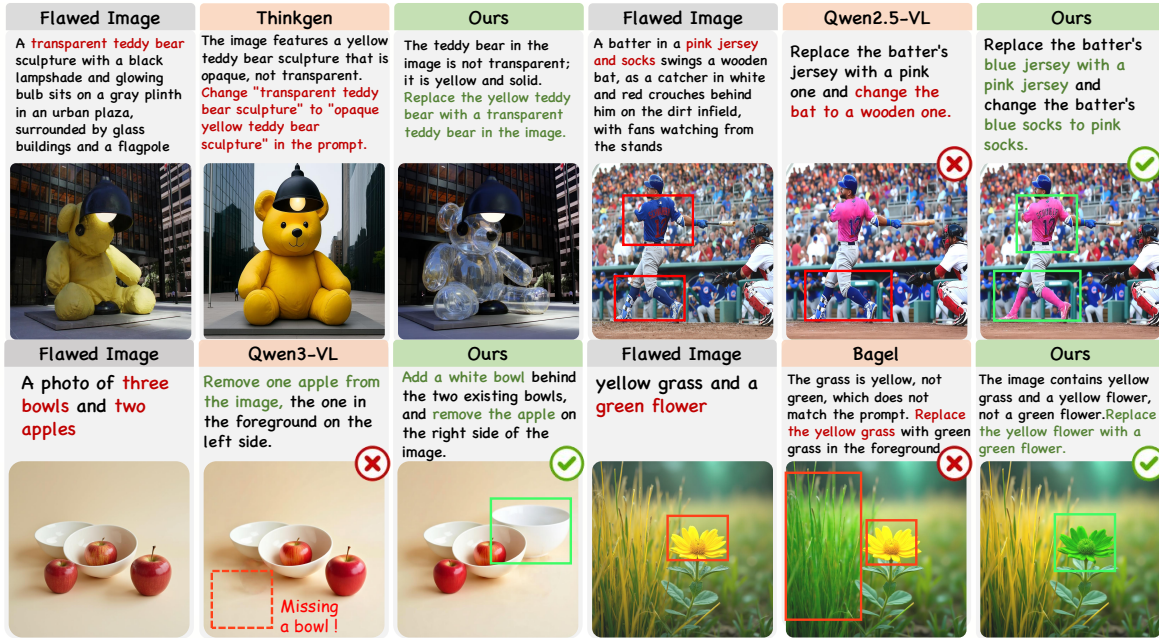 Flawed Image
Thinkgen
Ours
Flawed Image
Qwen2.5-VL
Ours
A transparent teddy bear
sculpture with a black
lampshade and glowing
bulb sits on a gray plinth
in an urban plaza,
surrounded by glass
buildings and a flagpole
The image features a yellow
teddy bear sculpture that is
opaque, not transparent.
Change "transparent teddy
bear sculpture" to "opaque
yellow teddy bear
sculpture" in the prompt.
The teddy bear in the
image is not transparent;
it is yellow and solid.
Replace the yellow teddy
bear with a transparent
teddy bear in the image.
A batter in a pink jersey
and socks swings a wooden
bat, as a catcher in white
and red crouches behind
him on the dirt infield,
with fans watching from
the stands
Replace the batter's
jersey with a pink
one and change the
bat to a wooden one.
Replace the batter's
blue jersey with a
pink jersey and
change the batter's
blue socks to pink
socks.
Flawed Image
Qwen3-VL
Ours
Flawed Image
Bagel
Ours
A photo of three
bowls and two
apples
Remove one apple from
the image, the one in
the foreground on the
left side.
Add a white bowl behind
the two existing bowls,
and remove the apple on
the right side of the
image.
yellow grass and a
green flower
The grass is yellow, not
green, which does not
match the prompt. Replace
the yellow grass with green
grass in the foreground
The image contains yellow
grass and a yellow flower,
not a green flower.Replace
the yellow flower with a
green flower.
Missing
a bowl !